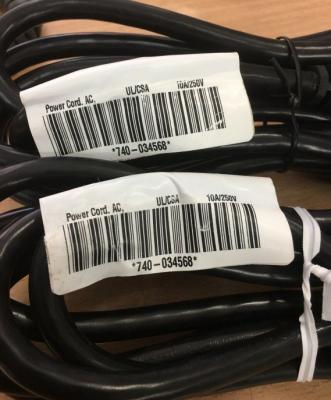 Power Cord, AC, UL/CSA 10A/250V
*740-034568*
Power Cord, AC, UL/CSA 10A/250V
*740-034568*